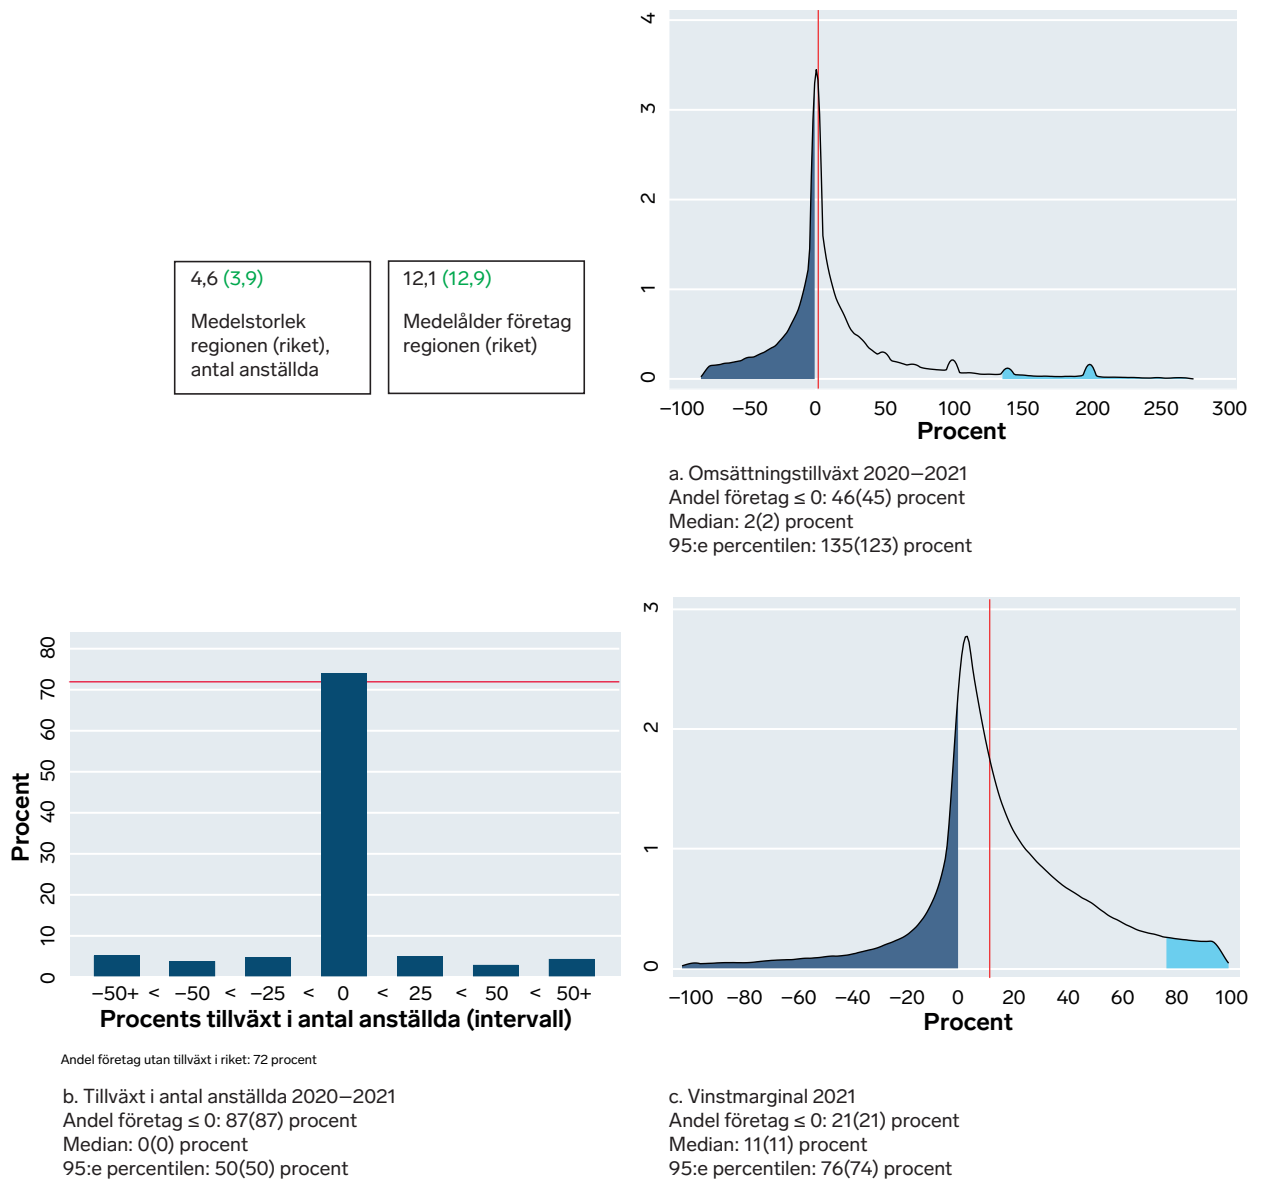 4,6 (3,9)
Medelstorlek
regionen (riket),
antal anställda
12,1 (12,9)
Medelålder företag
regionen (riket)
4
3
2
1
0
−100 −50 0 50 100 150 200 250 300
Procent
a. Omsättningstillväxt 2020–2021
Andel företag ≤ 0: 46(45) procent
Median: 2(2) procent
95:e percentilen: 135(123) procent
Procent
80
70
60
50
40
30
20
10
0
−50+ < −50 < −25 < 0 < 25 < 50 < 50+
Procents tillväxt i antal anställda (intervall)
Andel företag utan tillväxt i riket: 72 procent
b. Tillväxt i antal anställda 2020–2021
Andel företag ≤ 0: 87(87) procent
Median: 0(0) procent
95:e percentilen: 50(50) procent
3
2
1
0
−100 −80 −60 −40 −20 0 20 40 60 80 100
Procent
c. Vinstmarginal 2021
Andel företag ≤ 0: 21(21) procent
Median: 11(11) procent
95:e percentilen: 76(74) procent